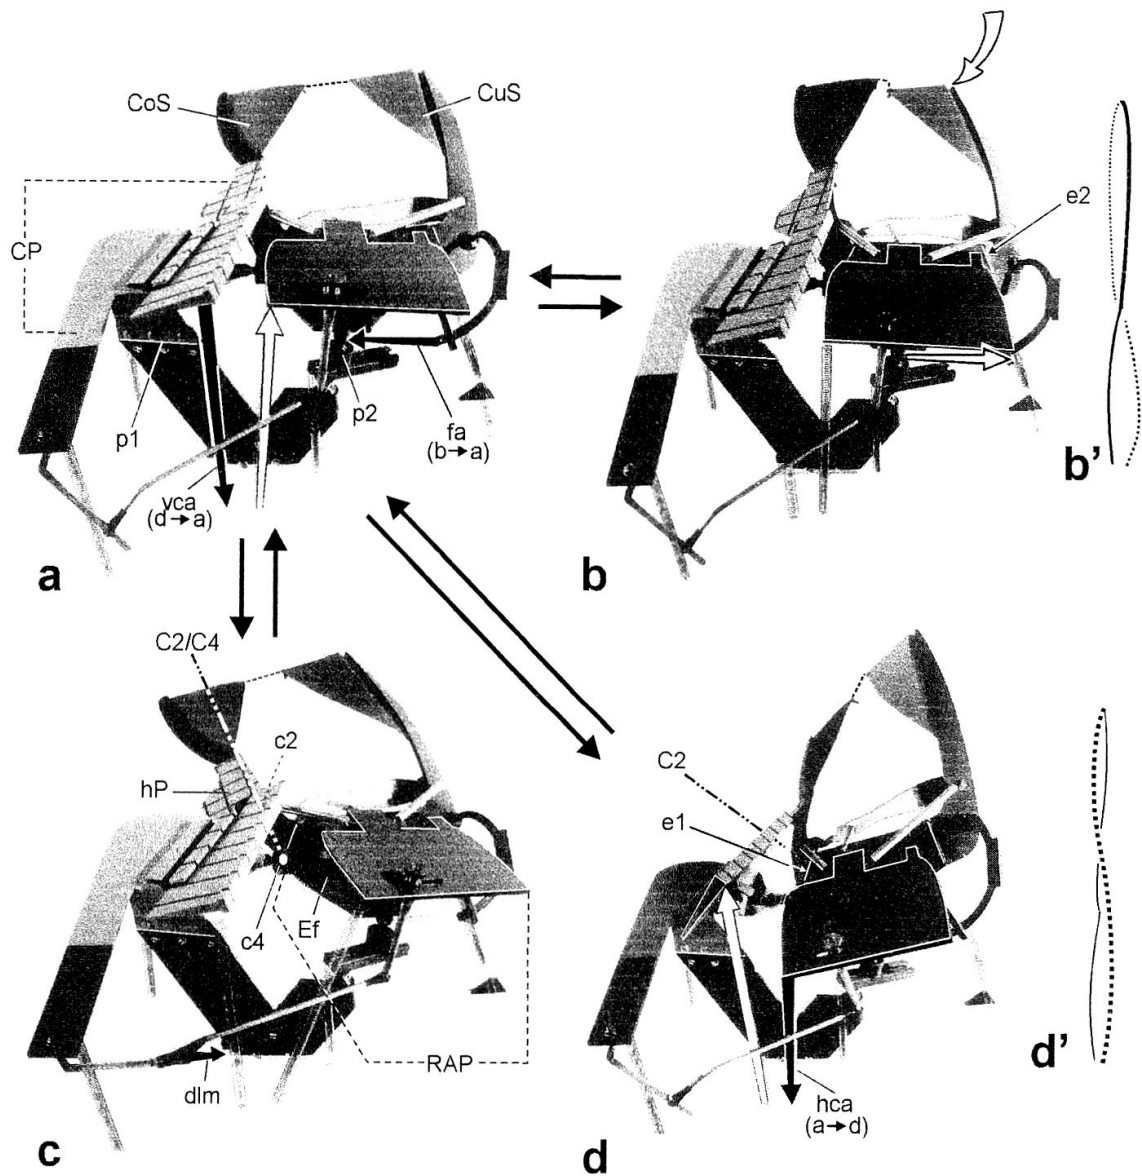 CoS
CuS
CP
e2
p1
p2
fa
(b→a)
vca
(d→a)
a
b
b'
C2/C4
c2
hP
C2
e1
c4
Ef
RAP
dlm
hca
(a→d)
c
d
d'